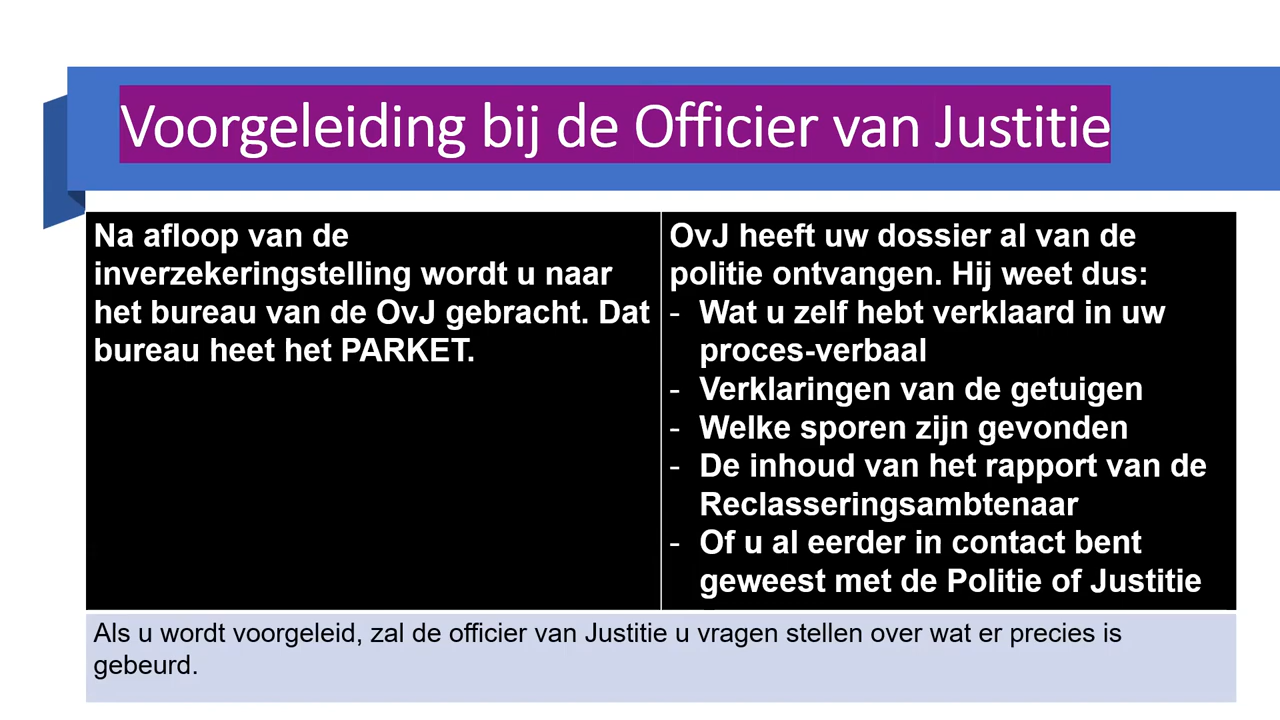 Voorgeleiding bij de Officier van Justitie
Na afloop van de
inverzekeringstelling wordt u naar
het bureau van de OvJ gebracht. Dat
bureau heet het PARKET.
OvJ heeft uw dossier al van de
politie ontvangen. Hij weet dus:
- Wat u zelf hebt verklaard in uw
proces-verbaal
- Verklaringen van de getuigen
- Welke sporen zijn gevonden
- De inhoud van het rapport van de
Reclasseringsambtenaar
- Of u al eerder in contact bent
geweest met de Politie of Justitie
Als u wordt voorgeleid, zal de officier van Justitie u vragen stellen over wat er precies is
gebeurd.